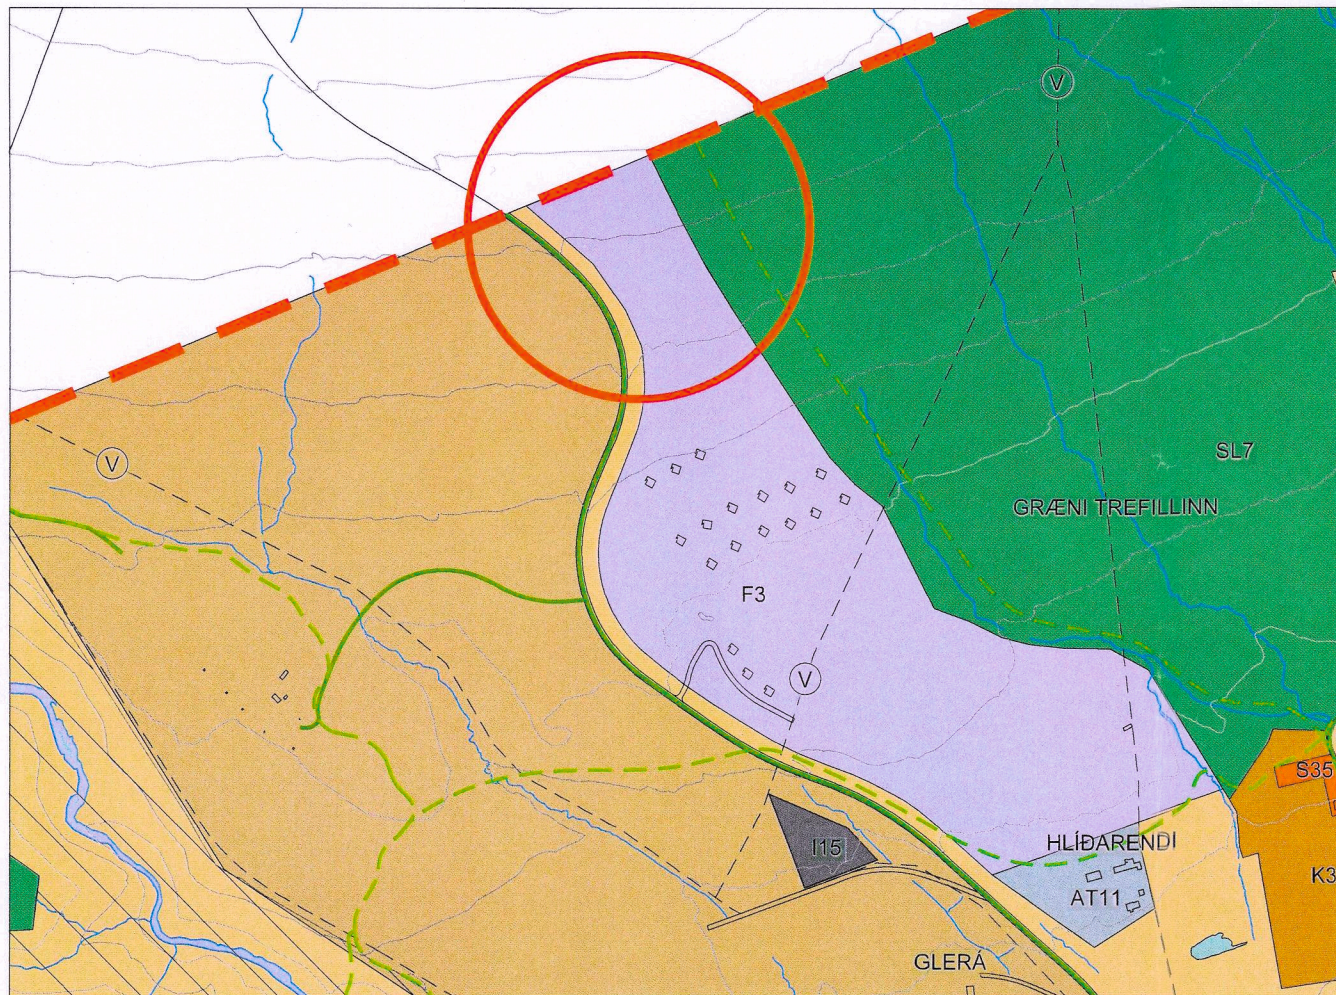 V
V
SL7
GRÆNI TREFILLINN
F3
V
S35
I15
HLÍÐARENDI
K3
AT11
GLERÁ